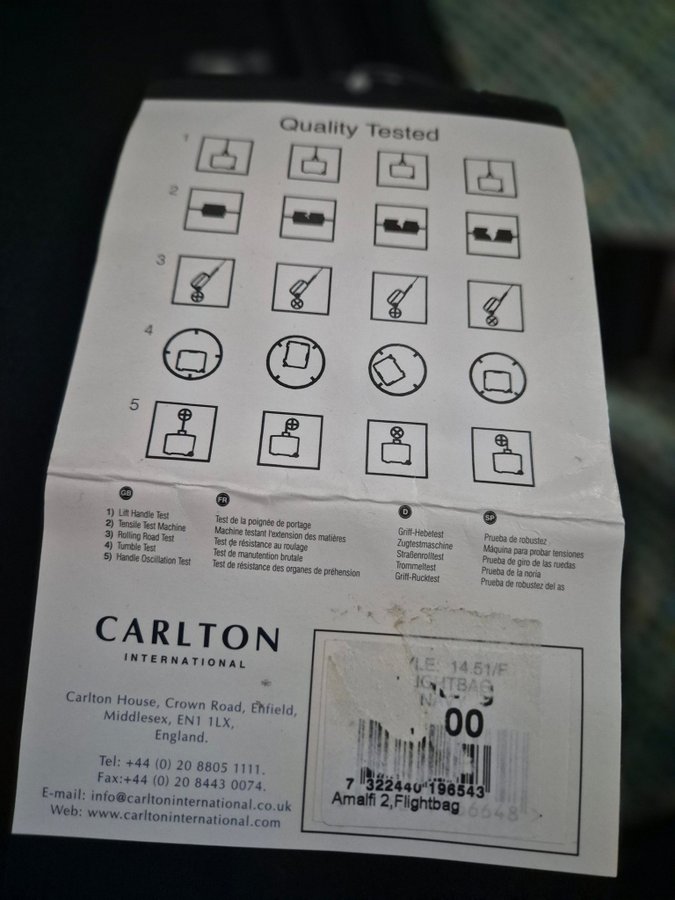 Quality Tested
1
2
3
4
5
GB
1) Lift Handle Test
2) Tensile Test Machine
3) Rolling Road Test
4) Tumble Test
5) Handle Oscillation Test
FR
Test de la poignée de portage
Machine testant l'extension des matières
Test de résistance au roulage
Test de manutention brutale
Test de résistance des organes de préhension
D
Griff-Hebetest
Zugtestmaschine
Straßenrolltest
Trommeltest
Griff-Rucktest
SP
Prueba de robustez
Máquina para probar tensiones
Prueba de giro de las ruedas
Prueba de la noria
Prueba de robustez del as
CARLTON
INTERNATIONAL
Carlton House, Crown Road, Enfield,
Middlesex, EN1 1LX,
England.
Tel: +44 (0) 20 8805 1111.
Fax:+44 (0) 20 8443 0074.
E-mail: info@carltoninternational.co.uk
Web: www.carltoninternational.com
14.51/F
00
7 322440 196543
Amalfi 2,Flightbag